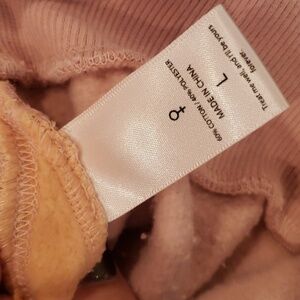 Treat me well and I'll be yours
forever.
L
MADE IN CHINA
60% COTTON / 40% POLYESTER